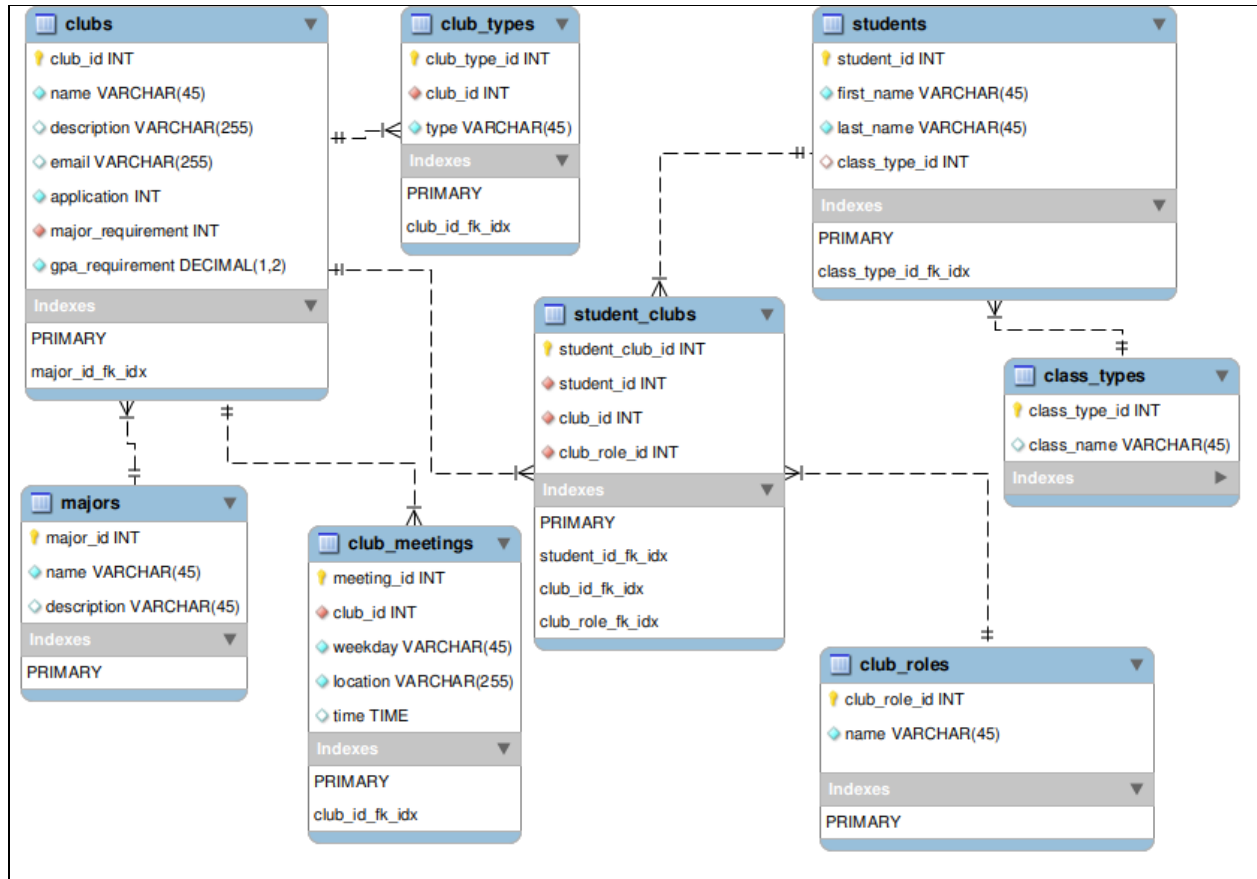 clubs
club_id INT
name VARCHAR(45)
description VARCHAR(255)
email VARCHAR(255)
application INT
major_requirement INT
gpa_requirement DECIMAL(1,2)
Indexes
PRIMARY
major_id_fk_idx
club_types
club_type_id INT
club_id INT
type VARCHAR(45)
Indexes
PRIMARY
club_id_fk_idx
students
student_id INT
first_name VARCHAR(45)
last_name VARCHAR(45)
class_type_id INT
Indexes
PRIMARY
class_type_id_fk_idx
student_clubs
student_club_id INT
student_id INT
club_id INT
club_role_id INT
Indexes
PRIMARY
student_id_fk_idx
club_id_fk_idx
club_role_fk_idx
class_types
class_type_id INT
class_name VARCHAR(45)
Indexes
majors
major_id INT
name VARCHAR(45)
description VARCHAR(45)
Indexes
PRIMARY
club_meetings
meeting_id INT
club_id INT
weekday VARCHAR(45)
location VARCHAR(255)
time TIME
Indexes
PRIMARY
club_id_fk_idx
club_roles
club_role_id INT
name VARCHAR(45)
Indexes
PRIMARY